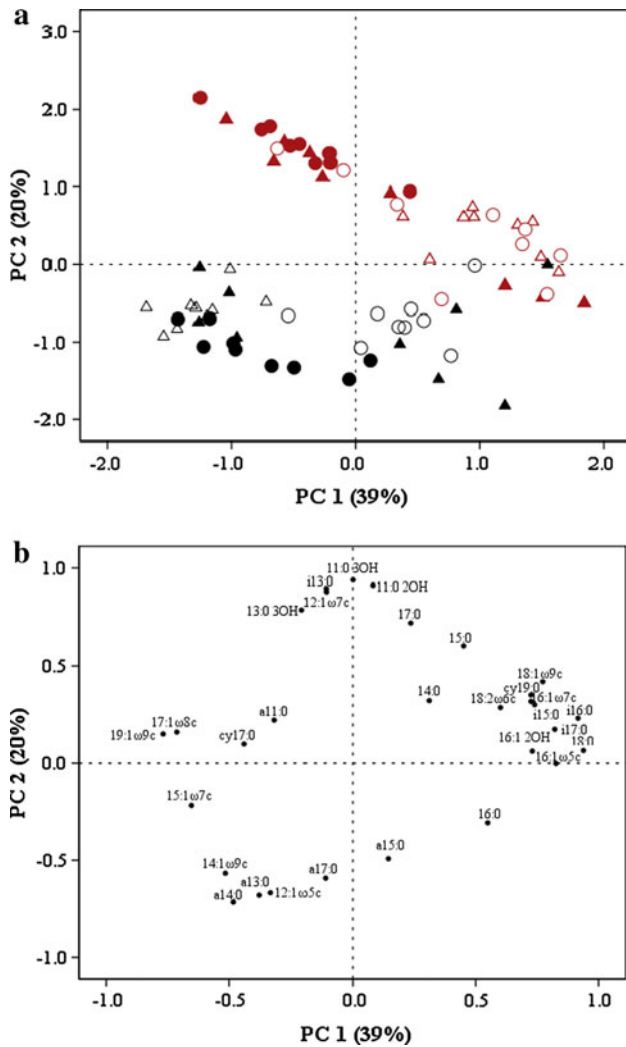 a
3.0
2.0
1.0
0.0
-1.0
-2.0
PC 2 (20%)
-2.0 -1.0 0.0 1.0 2.0
PC 1 (39%)
b
1.0
0.5
0.0
-0.5
-1.0
PC 2 (20%)
11:0 3OH
i13:0
11:0 2OH
12:1ω7c
13:0 3OH
17:0
15:0
18:1ω9c
cy19:0
14:0
16:1ω7c
18:2ω6c
i15:0
i16:0
a11:0
17:1ω8c
i17:0
19:1ω9c
cy17:0
16:1 2OH
18:0
16:1ω5c
15:1ω7c
16:0
a15:0
14:1ω9c
a17:0
a13:0
12:1ω5c
a14:0
-1.0 -0.5 0.0 0.5 1.0
PC 1 (39%)